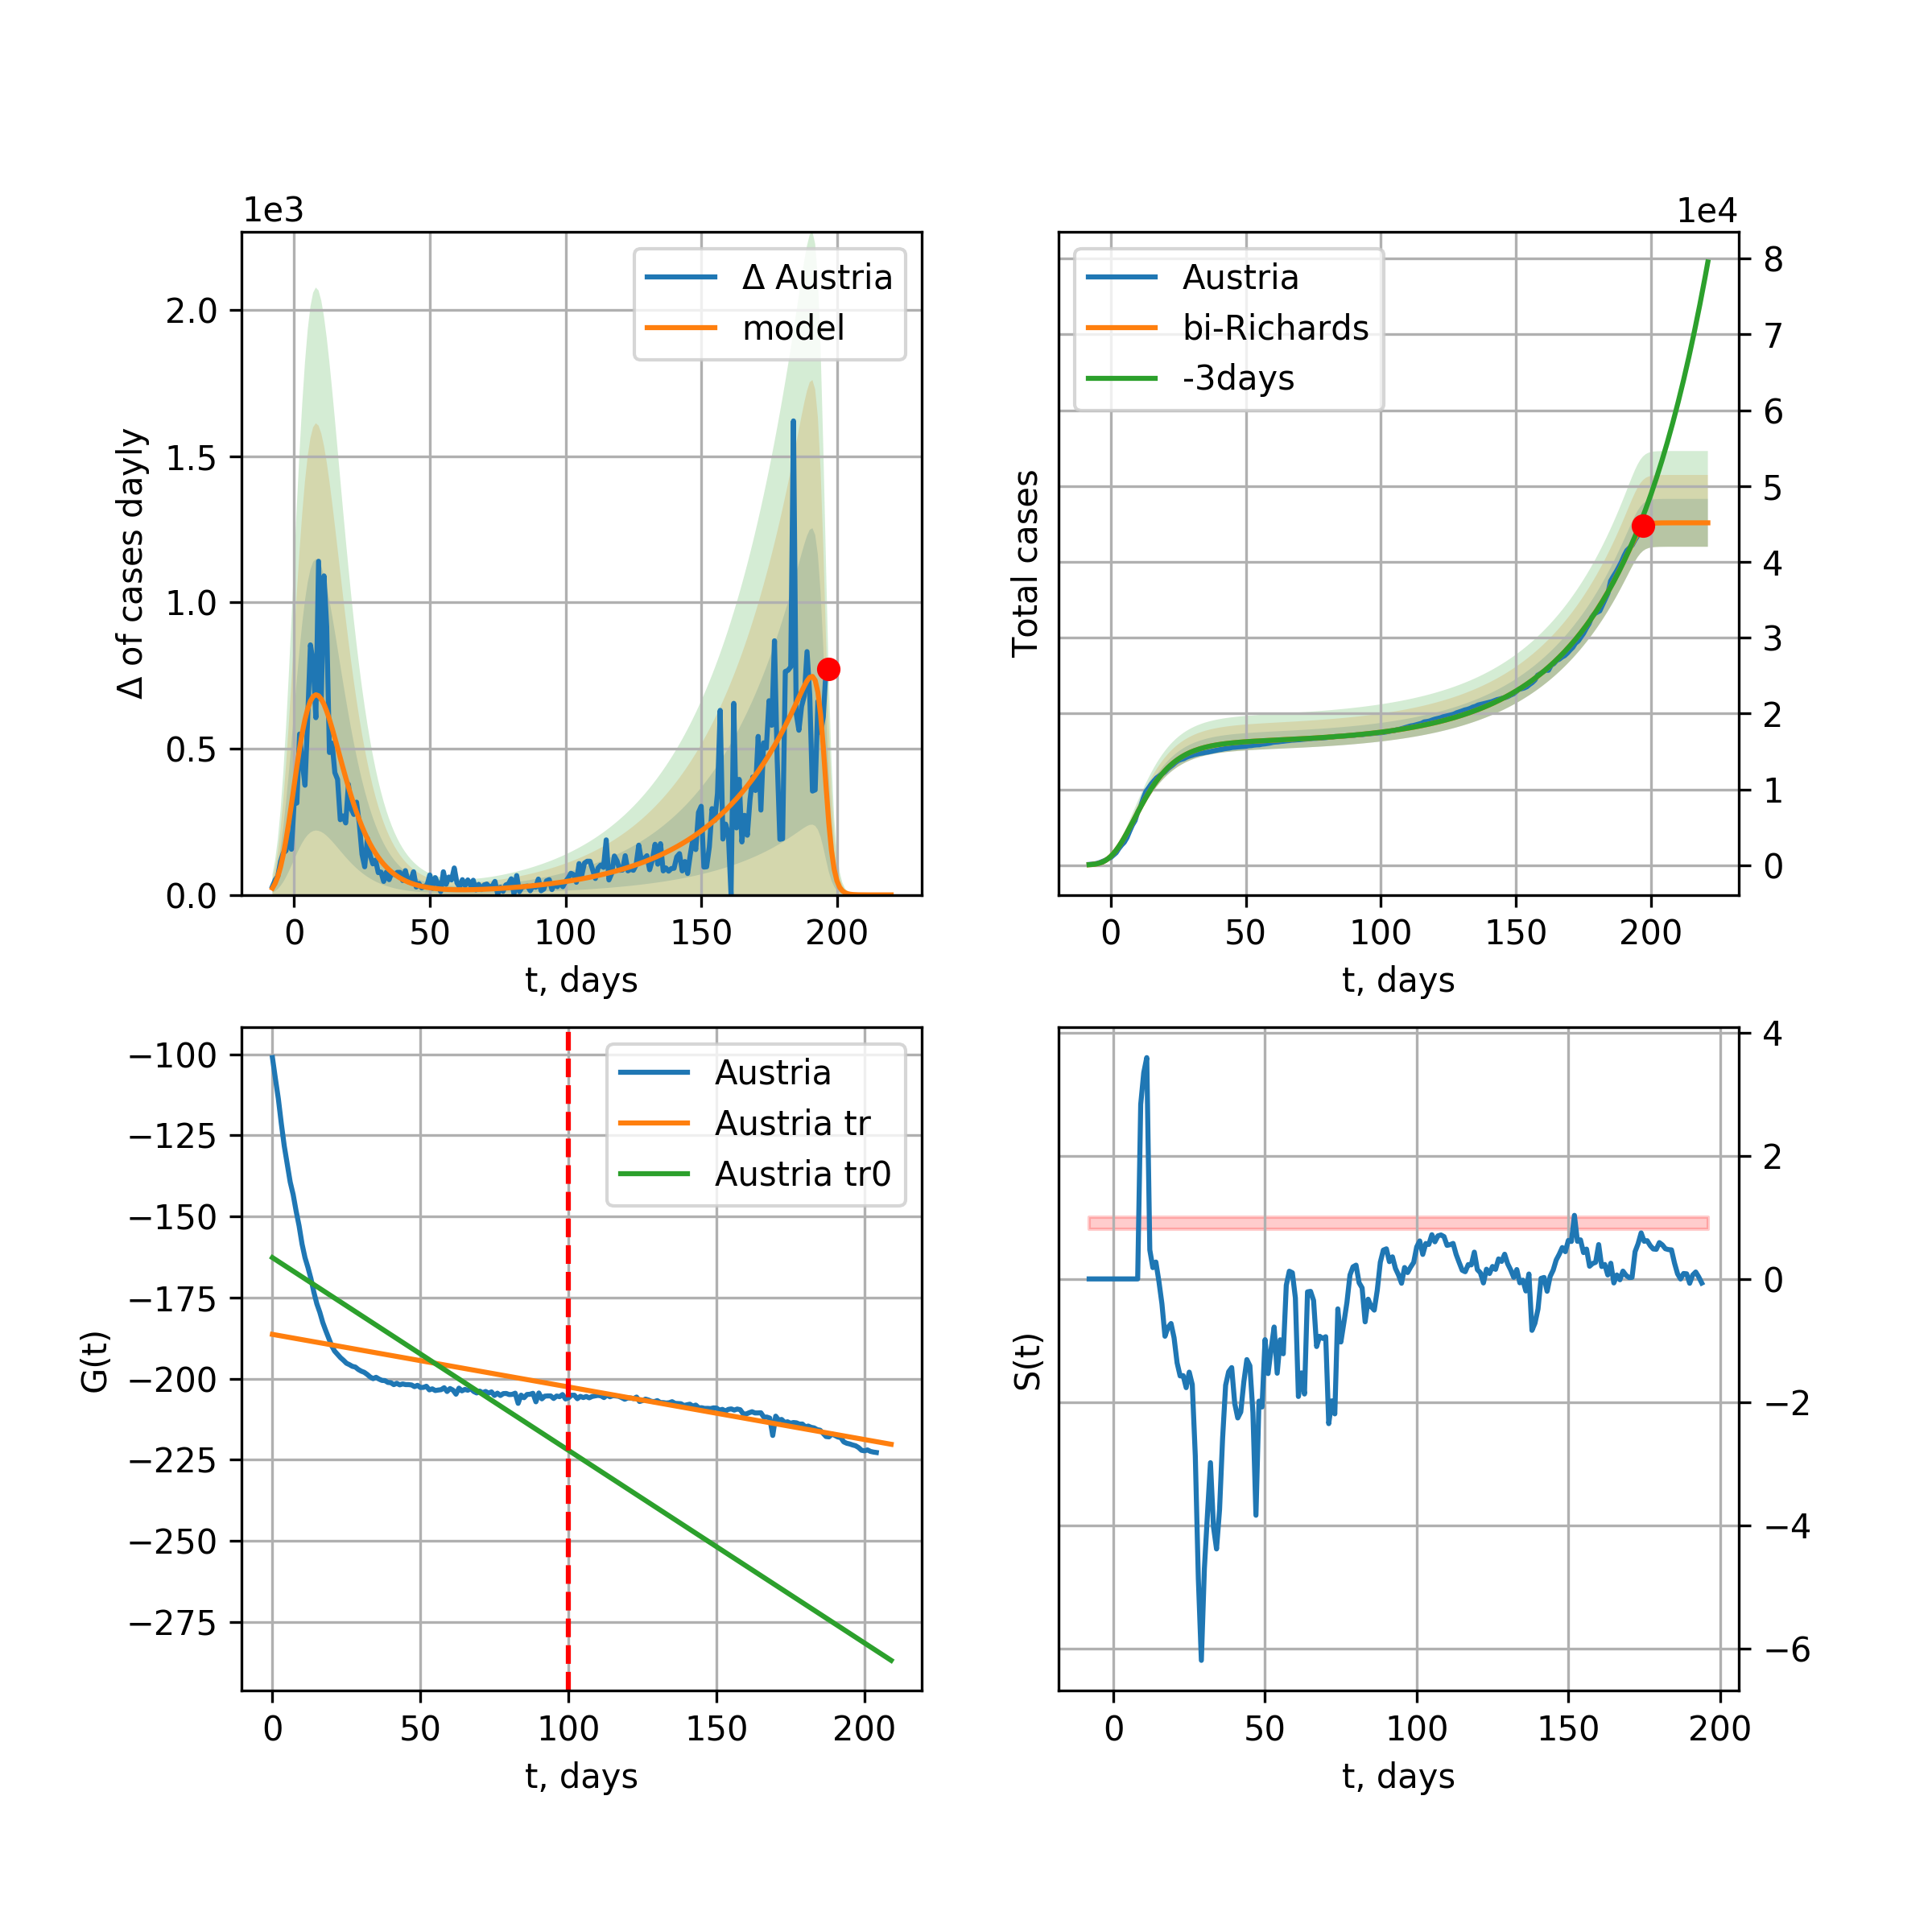 1e3
Δ of cases dayly
2.0
1.5
1.0
0.5
0.0
Δ Austria
model
0 50 100 150 200
t, days
1e4
Total cases
Austria
bi-Richards
-3days
8
7
6
5
4
3
2
1
0
0 50 100 150 200
t, days
G(t)
−100
−125
−150
−175
−200
−225
−250
−275
Austria
Austria tr
Austria tr0
0 50 100 150 200
t, days
S(t)
4
2
0
−2
−4
−6
0 50 100 150 200
t, days